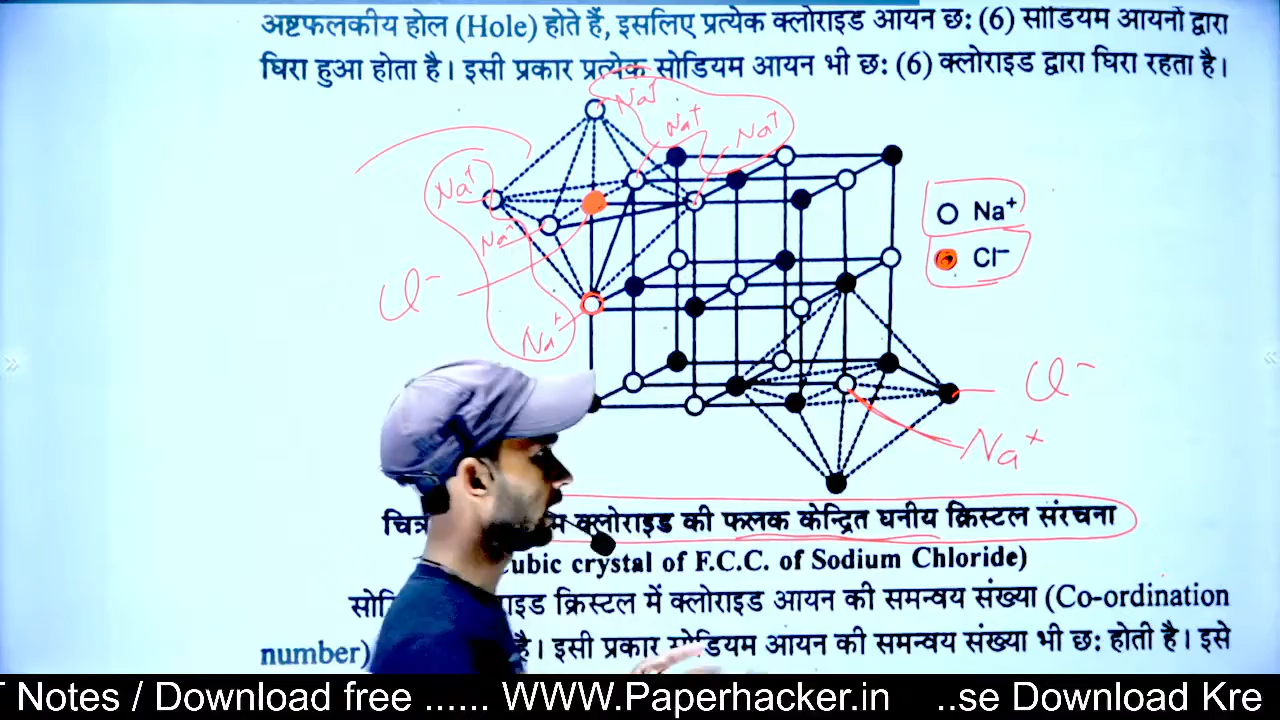 अष्टफलकीय होल (Hole) होते हैं, इसलिए प्रत्येक क्लोराइड आयन छः (6) सोडियम आयनों द्वारा
घिरा हुआ होता है। इसी प्रकार प्रत्येक सोडियम आयन भी छः (6) क्लोराइड द्वारा घिरा रहता है।
Na⁺
Na⁺
Na⁺
Na⁺
Na⁺
Na⁺
Cl⁻
Na⁺
Cl⁻
Cl⁻
Na⁺
क्लोराइड की फलक केन्द्रित घनीय क्रिस्टल संरचना
cubic crystal of F.C.C. of Sodium Chloride)
क्रिस्टल में क्लोराइड आयन की समन्वय संख्या (Co-ordination
number) है। इसी प्रकार सोडियम आयन की समन्वय संख्या भी छः होती है। इसे
Notes / Download free ...... WWW.Paperhacker.in ..se Download Kre